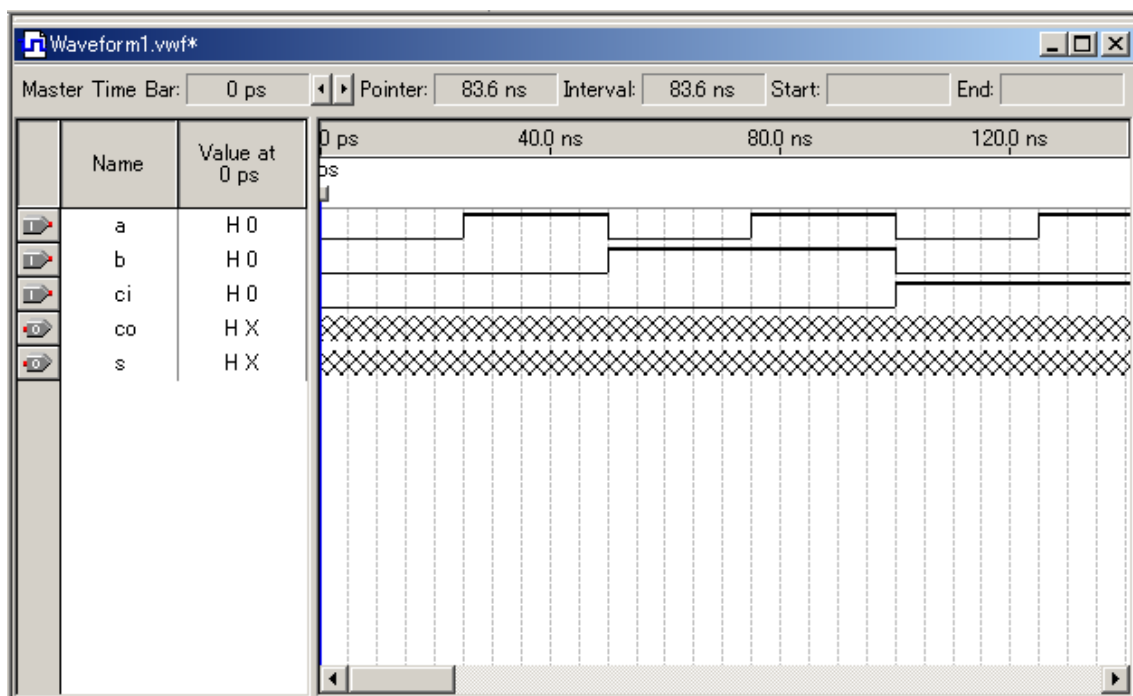 Waveform1.vwf*
Master Time Bar: 0 ps Pointer: 83.6 ns Interval: 83.6 ns Start: End:
Name Value at 0 ps
0 ps 40.0 ns 80.0 ns 120.0 ns
ps
a H 0
b H 0
ci H 0
co H X
s H X